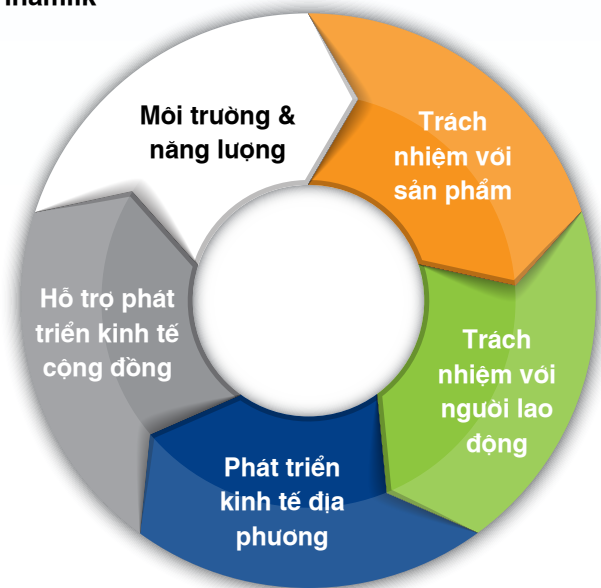 Môi trường &
năng lượng
Trách
nhiệm với
sản phẩm
Trách
nhiệm với
người lao
động
Phát triển
kinh tế địa
phương
Hỗ trợ phát
triển kinh tế
cộng đồng